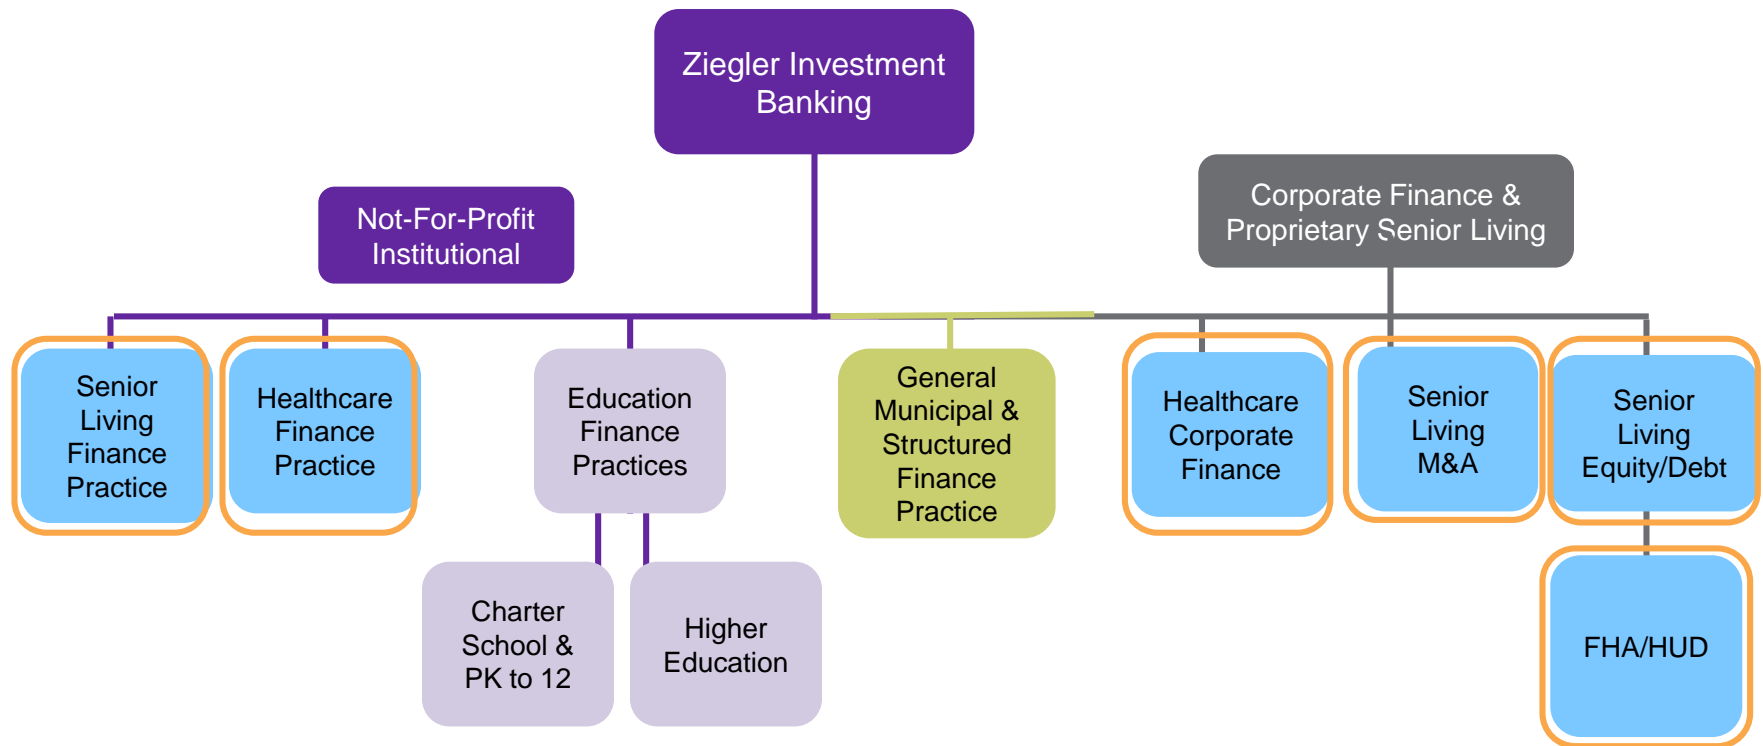 Ziegler Investment
Banking
Not-For-Profit
Institutional
Corporate Finance &
Proprietary Senior Living
Senior
Living
Finance
Practice
Healthcare
Finance
Practice
Education
Finance
Practices
General
Municipal &
Structured
Finance
Practice
Healthcare
Corporate
Finance
Senior
Living
M&A
Senior
Living
Equity/Debt
Charter
School &
PK to 12
Higher
Education
FHA/HUD